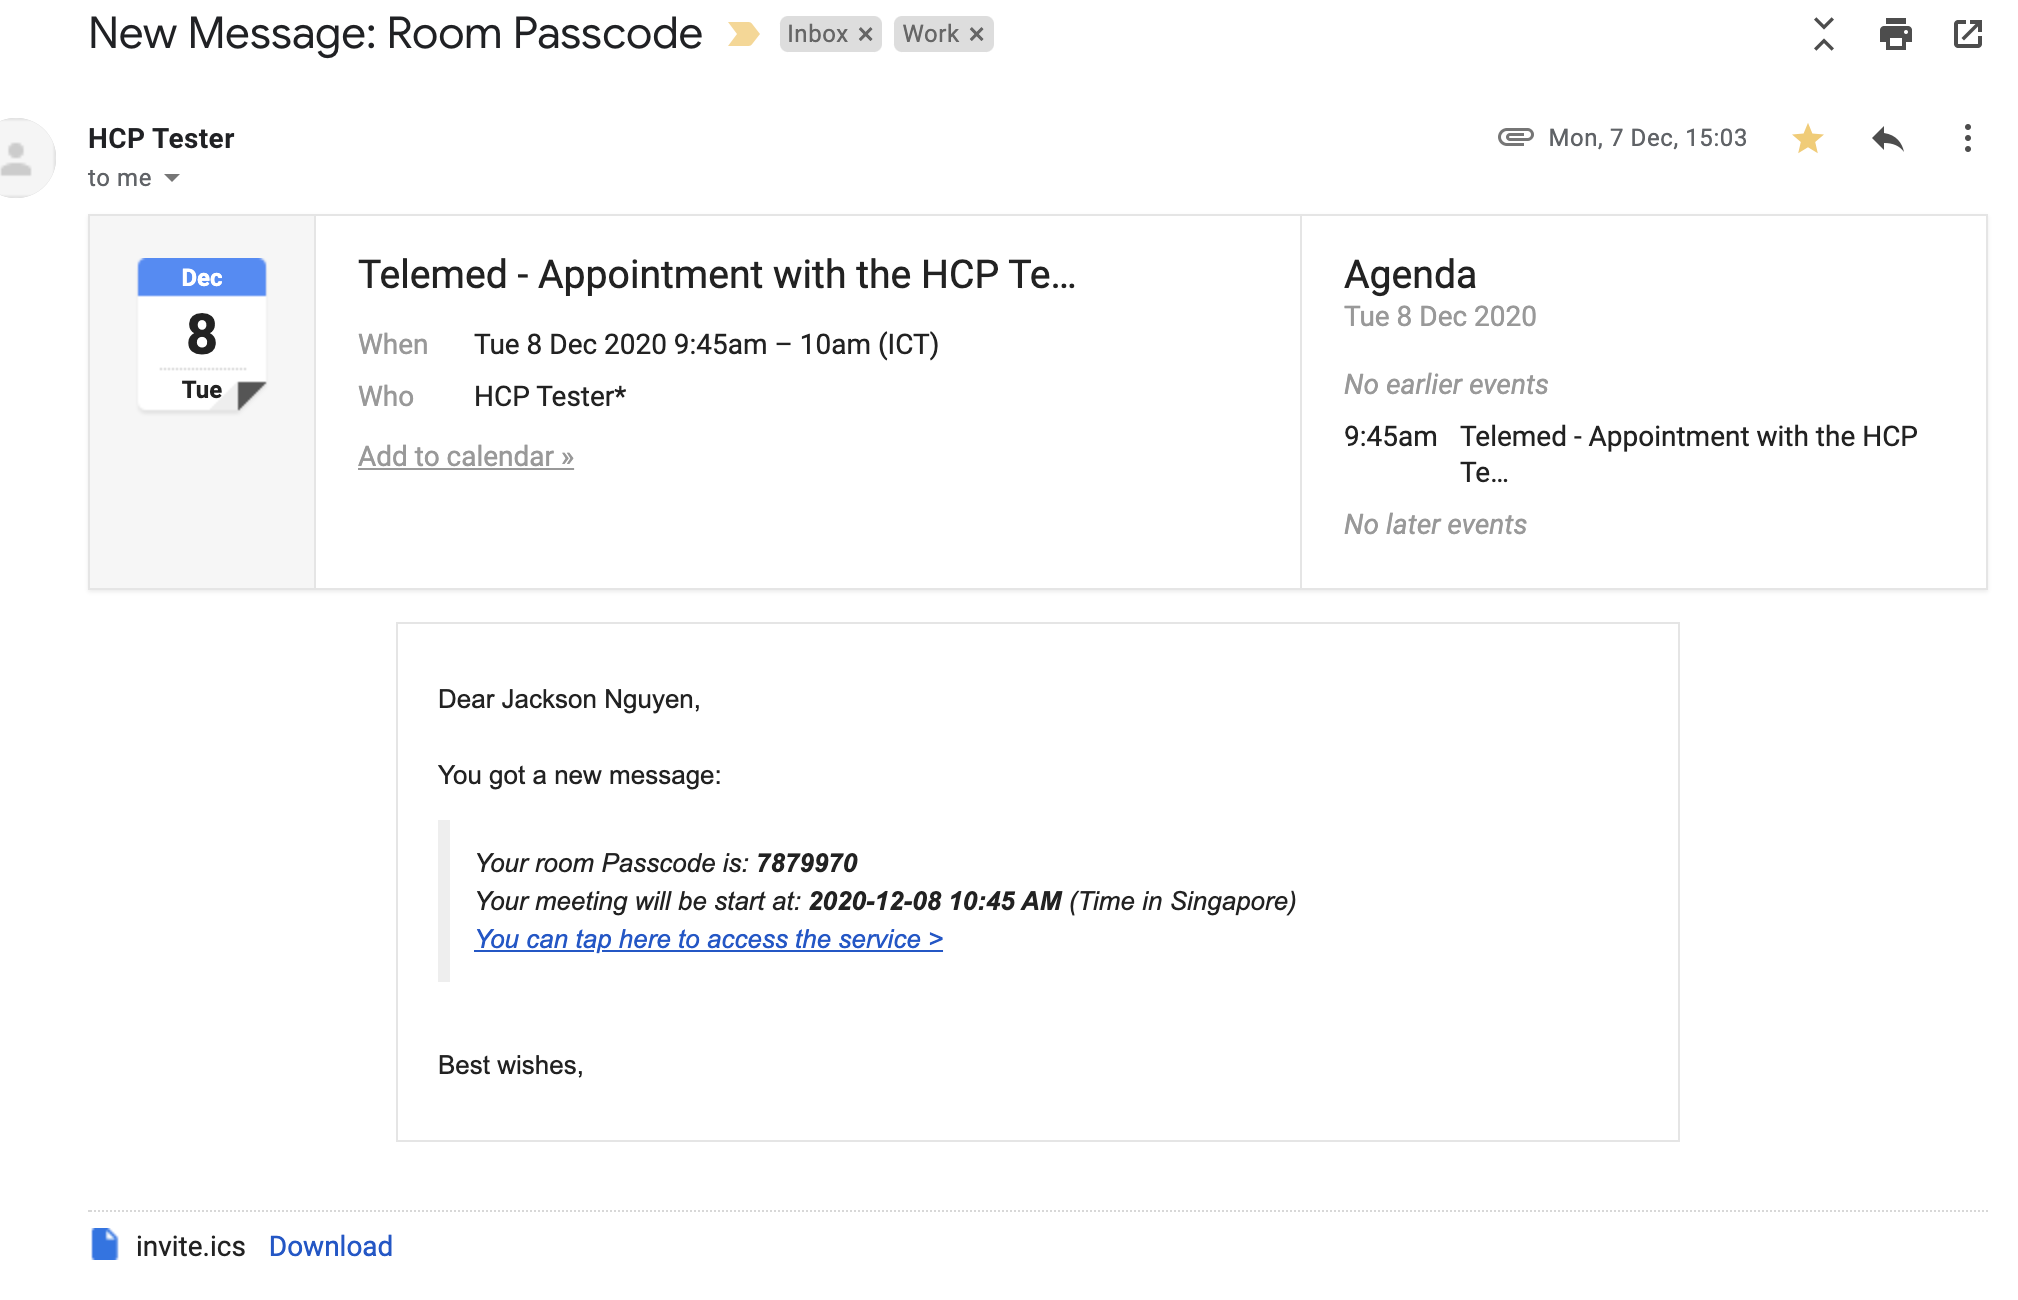 New Message: Room Passcode
Inbox ×
Work ×
HCP Tester
Mon, 7 Dec, 15:03
to me
Dec
8
Tue
Telemed - Appointment with the HCP Te...
When Tue 8 Dec 2020 9:45am – 10am (ICT)
Who HCP Tester*
Add to calendar »
Agenda
Tue 8 Dec 2020
No earlier events
9:45am Telemed - Appointment with the HCP
Te...
No later events
Dear Jackson Nguyen,
You got a new message:
Your room Passcode is: 7879970
Your meeting will be start at: 2020-12-08 10:45 AM (Time in Singapore)
You can tap here to access the service >
Best wishes,
invite.ics Download